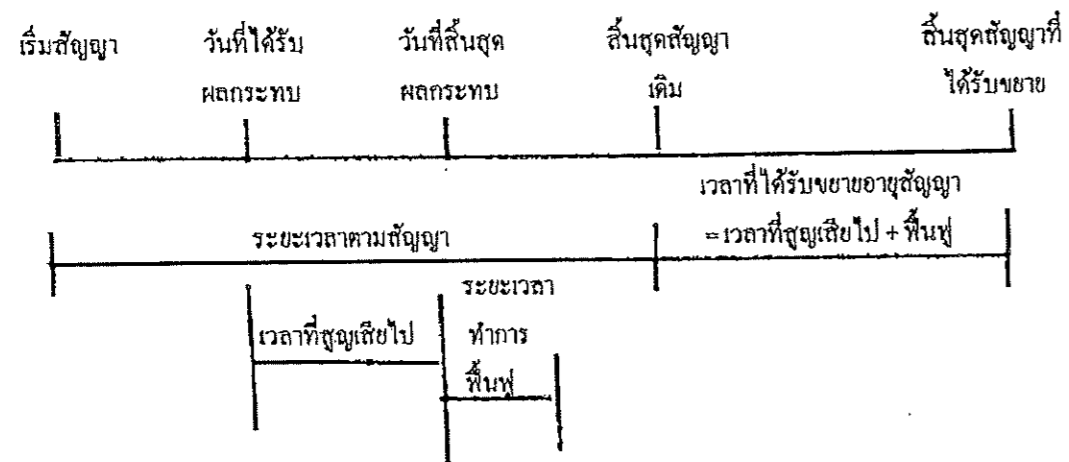 เริ่มสัญญา วันที่ได้รับ วันที่สิ้นสุด สิ้นสุดสัญญา สิ้นสุดสัญญาที่
ผลกระทบ ผลกระทบ เดิม ได้รับขยาย
เวลาที่ได้รับขยายอายุสัญญา
ระยะเวลาตามสัญญา =เวลาที่สูญเสียไป + ฟื้นฟู
ระยะเวลา
เวลาที่สูญเสียไป ทำการ
ฟื้นฟู